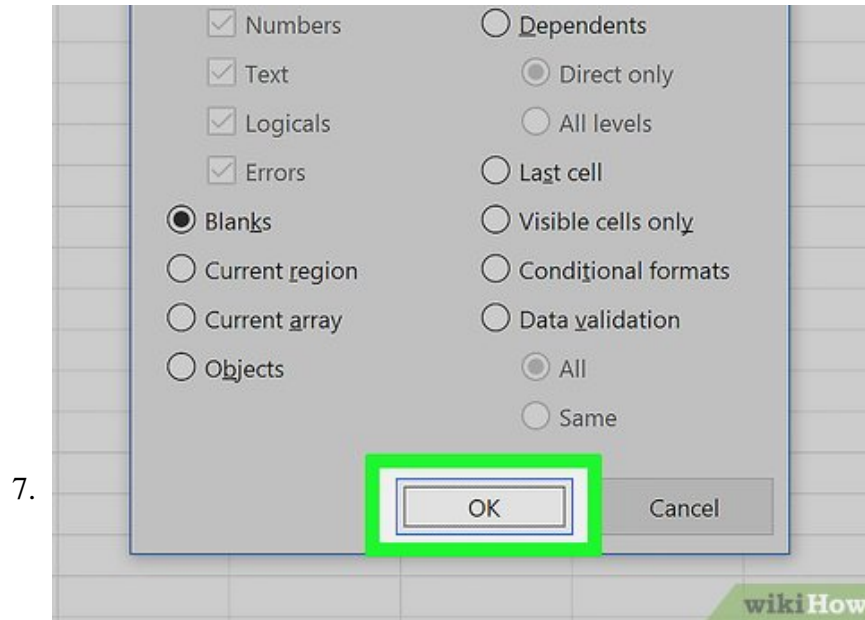 Numbers
Text
Logicals
Errors
Blanks
Current region
Current array
Objects
Dependents
Direct only
All levels
Last cell
Visible cells only
Conditional formats
Data validation
All
Same
7.
OK
Cancel
wikiHow